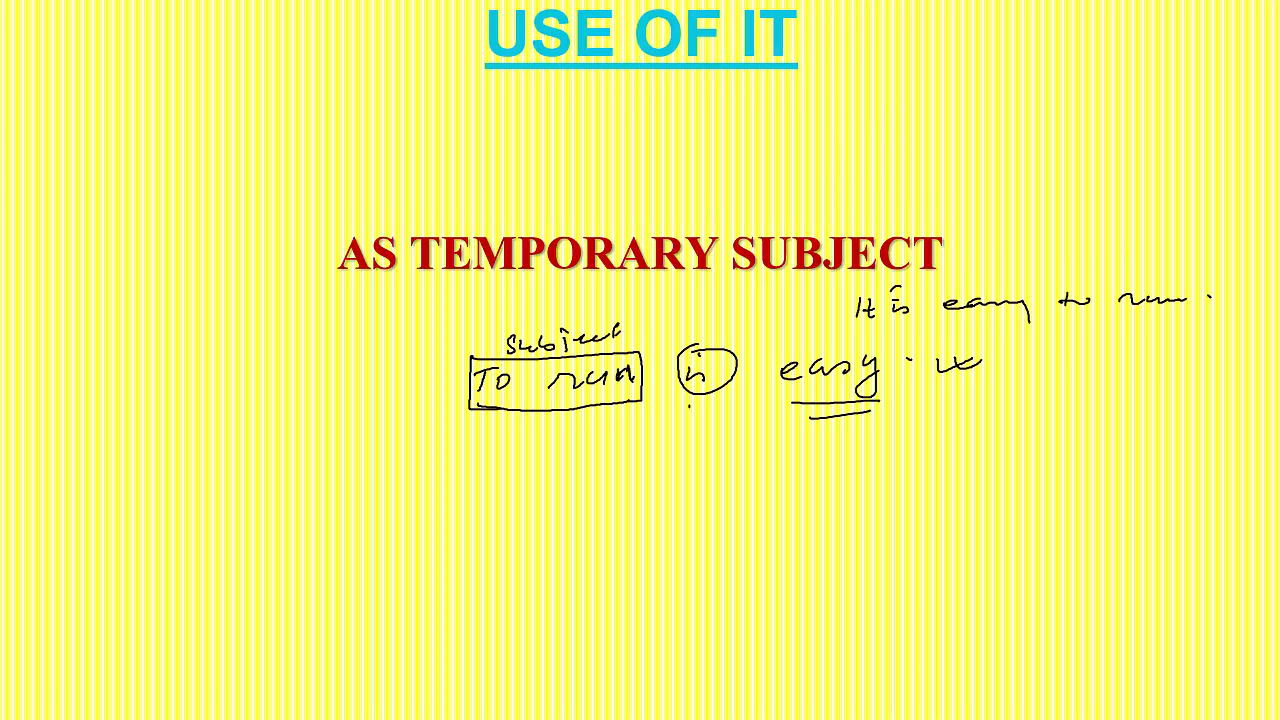 USE OF IT
AS TEMPORARY SUBJECT
It is easy to run.
Subject
To run is easy.